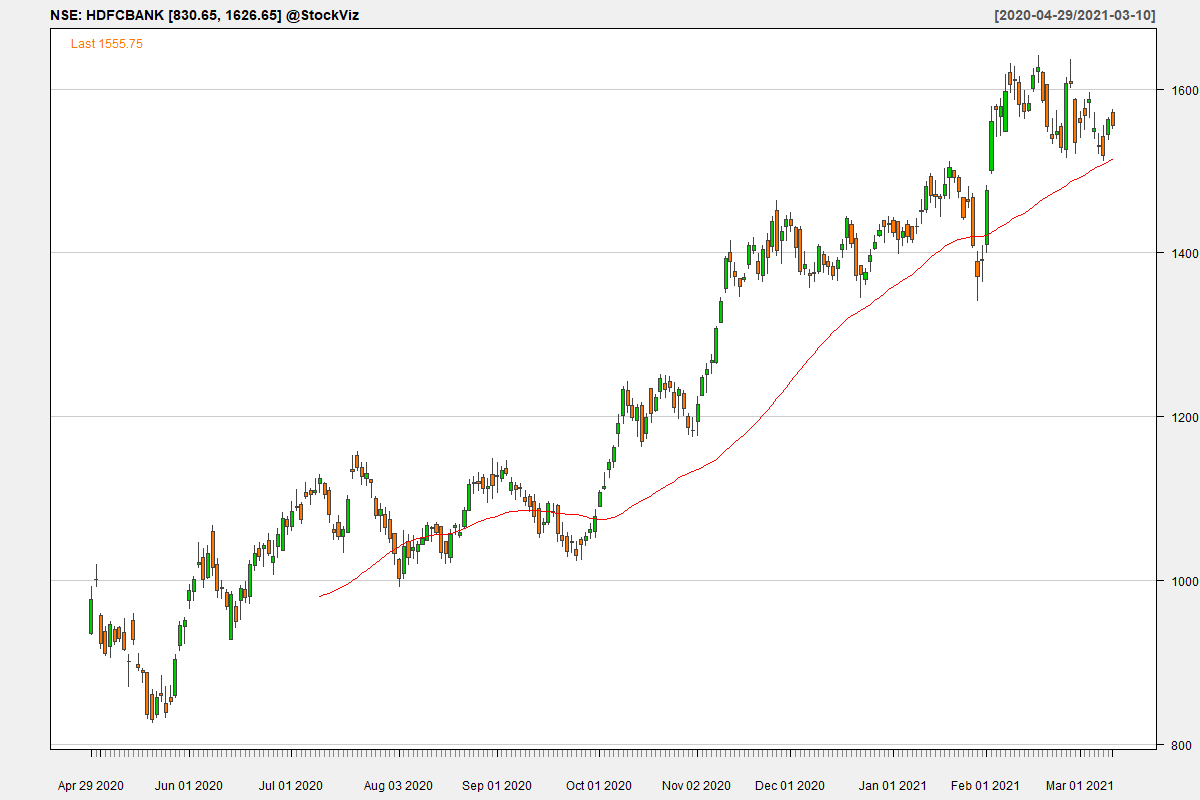 NSE: HDFCBANK [830.65, 1626.65] @StockViz [2020-04-29/2021-03-10]
Last 1555.75
1600
1400
1200
1000
800
Apr 29 2020 Jun 01 2020 Jul 01 2020 Aug 03 2020 Sep 01 2020 Oct 01 2020 Nov 02 2020 Dec 01 2020 Jan 01 2021 Feb 01 2021 Mar 01 2021